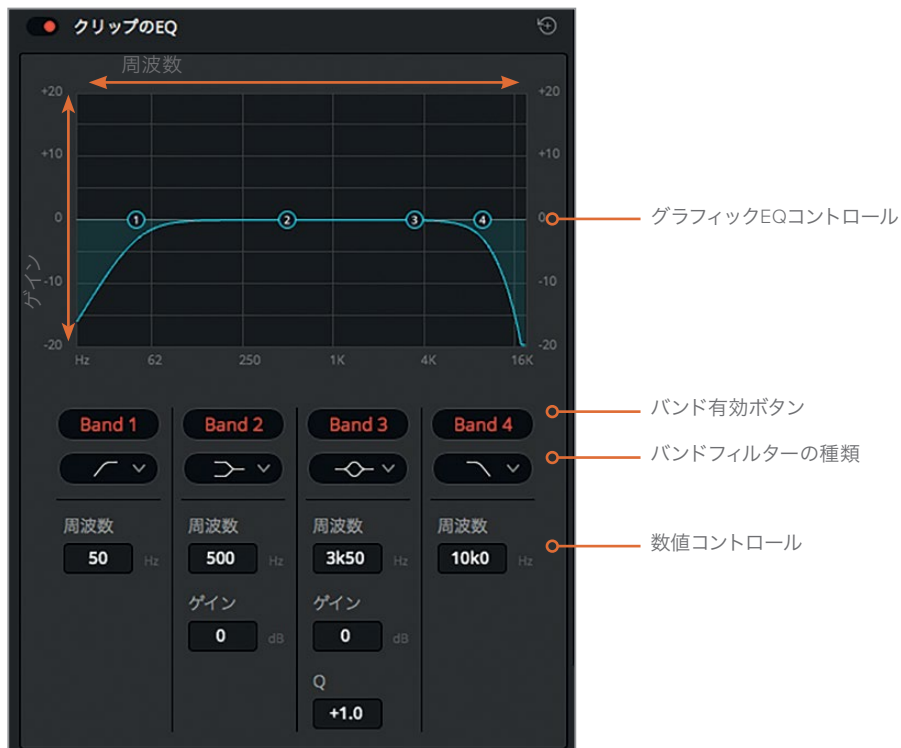 クリップのEQ
周波数
+20 +20
+10 +10
0 0
グラフィックEQコントロール
ゲイン
-10 -10
-20 -20
1 2 3 4
Hz 62 250 1K 4K 16K
Band 1 Band 2 Band 3 Band 4
バンド有効ボタン
バンドフィルターの種類
周波数 周波数 周波数 周波数
50 Hz 500 Hz 3k50 Hz 10k0 Hz
数値コントロール
ゲイン ゲイン
0 dB 0 dB
Q
+1.0